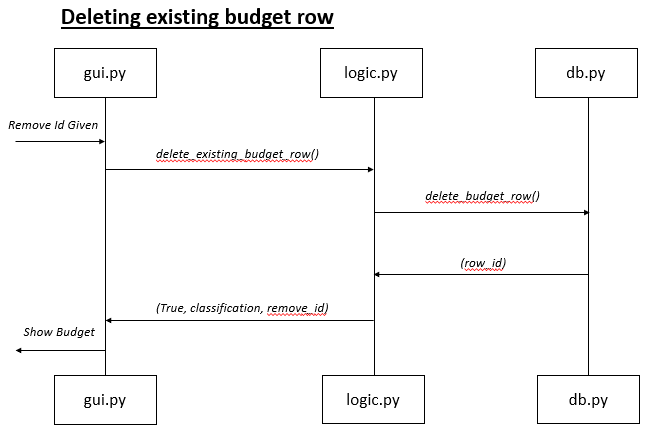 Deleting existing budget row
gui.py
logic.py
db.py
Remove Id Given
delete_existing_budget_row()
delete_budget_row()
(row_id)
(True, classification, remove_id)
Show Budget
gui.py
logic.py
db.py